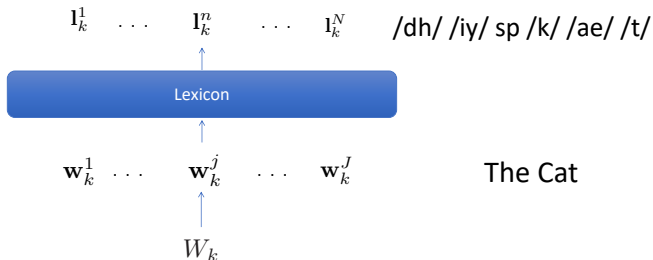 l_k^1 . . . l_k^n . . . l_k^N /dh/ /iy/ sp /k/ /ae/ /t/
Lexicon
w_k^1 . . . w_k^j . . . w_k^J The Cat
W_k